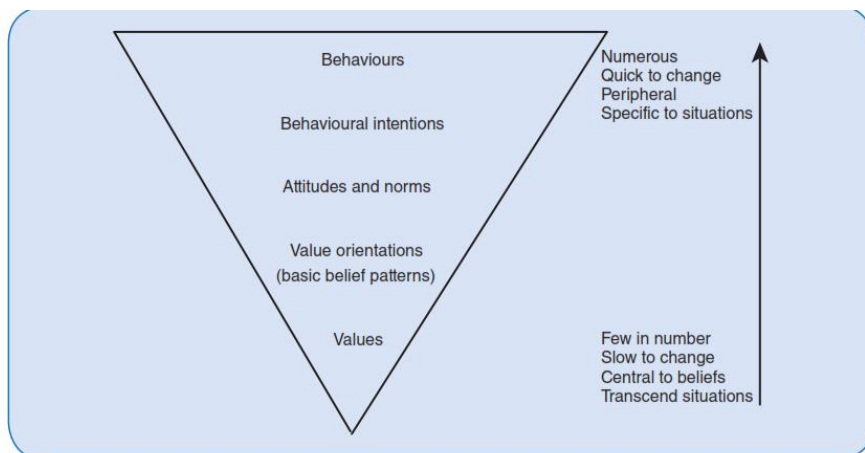 Behaviours
Behavioural intentions
Attitudes and norms
Value orientations
(basic belief patterns)
Values
Numerous
Quick to change
Peripheral
Specific to situations
Few in number
Slow to change
Central to beliefs
Transcend situations